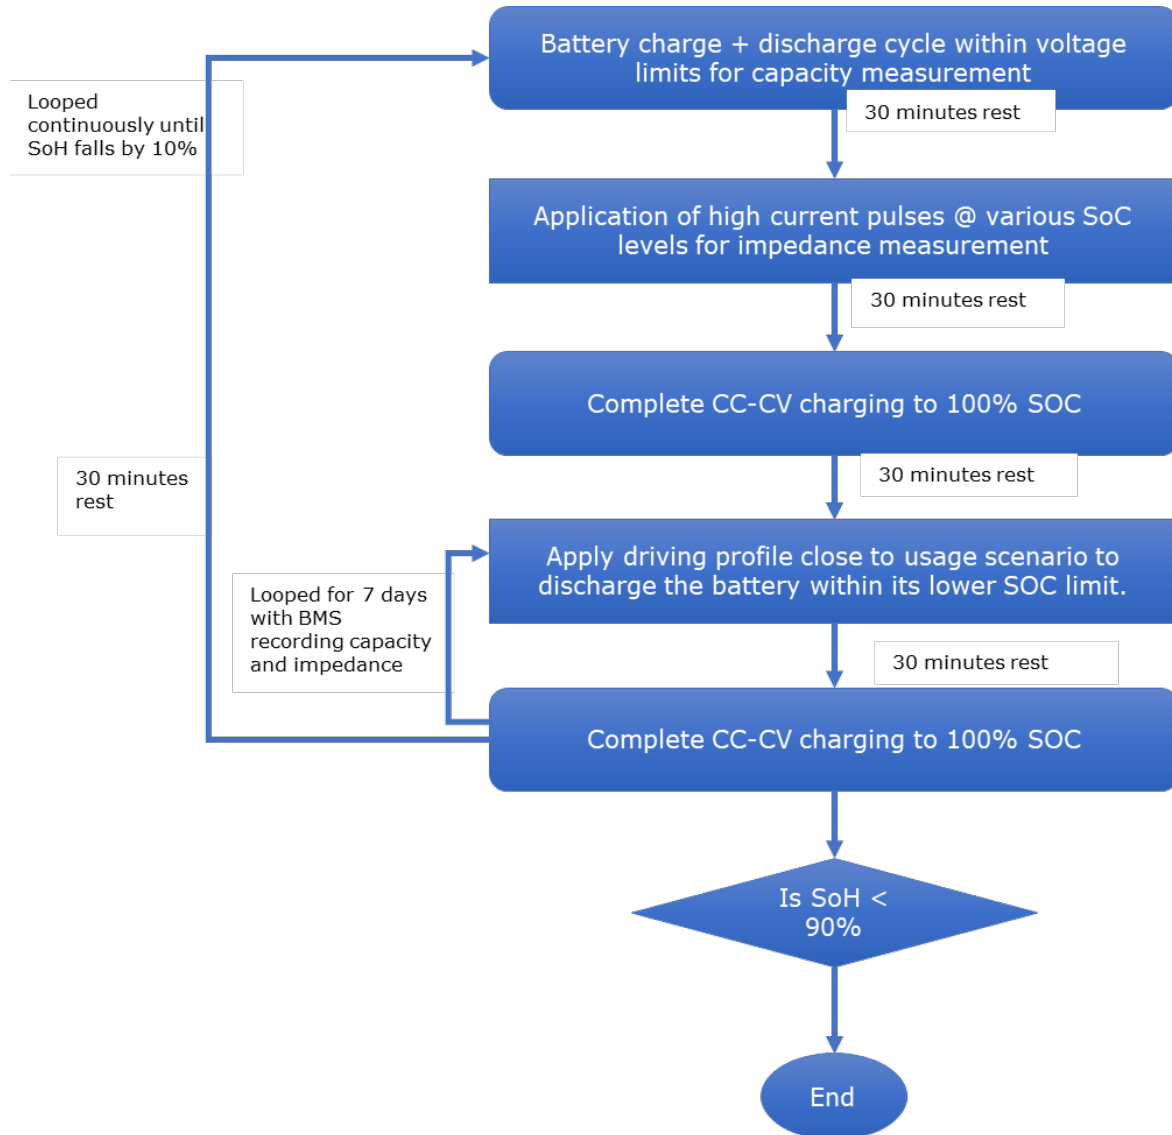 Battery charge + discharge cycle within voltage
limits for capacity measurement
Looped
continuously until
SoH falls by 10%
30 minutes rest
Application of high current pulses @ various SoC
levels for impedance measurement
30 minutes rest
Complete CC-CV charging to 100% SOC
30 minutes
rest
30 minutes rest
Apply driving profile close to usage scenario to
discharge the battery within its lower SOC limit.
Looped for 7 days
with BMS
recording capacity
and impedance
30 minutes rest
Complete CC-CV charging to 100% SOC
Is SoH <
90%
End